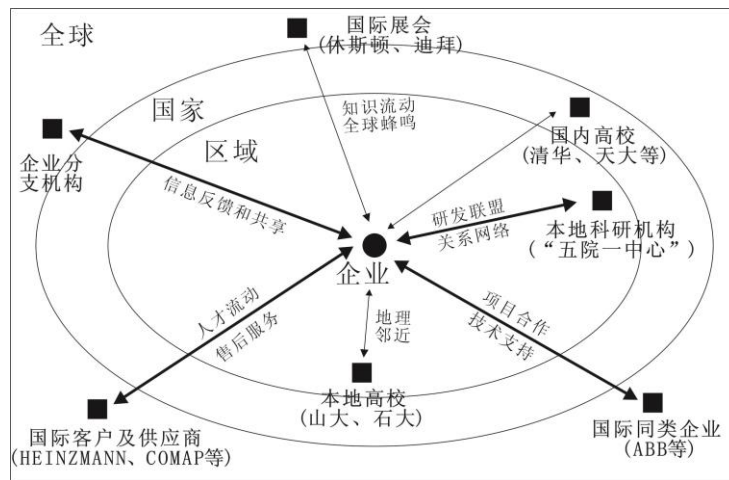 全球
国际展会
(休斯顿、迪拜)
国家
知识流动
全球蜂鸣
区域
国内高校
(清华、天大等)
企业分
支机构
信息反馈和共享
研发联盟
关系网络
本地科研机构
(“五院一中心”)
企业
人才流动
售后服务
地理
邻近
项目合作
技术支持
本地高校
(山大、石大)
国际客户及供应商
(HEINZMANN、COMAP等)
国际同类企业
(ABB等)